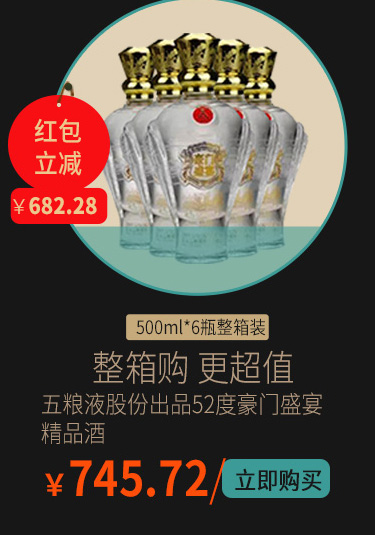 红包
立减
￥682.28
500ml*6瓶整箱装
整箱购 更超值
五粮液股份出品52度豪门盛宴
精品酒
￥745.72/ 立即购买